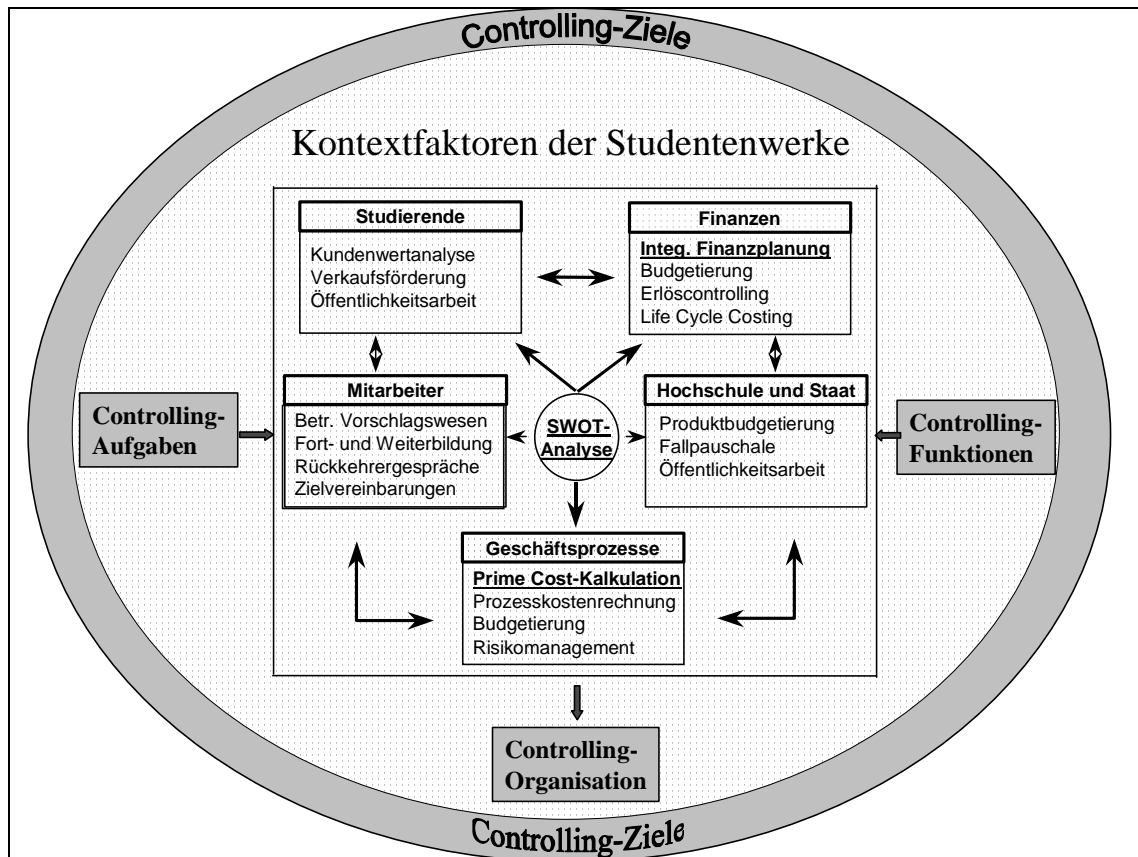 Controlling-Ziele
Kontextfaktoren der Studentenwerke
Studierende
Kundenwertanalyse
Verkaufsförderung
Öffentlichkeitsarbeit
Finanzen
Integ. Finanzplanung
Budgetierung
Erlöscontrolling
Life Cycle Costing
Controlling-
Aufgaben
Mitarbeiter
Betr. Vorschlagswesen
Fort- und Weiterbildung
Rückkehrergespräche
Zielvereinbarungen
SWOT-
Analyse
Hochschule und Staat
Produktbudgetierung
Fallpauschale
Öffentlichkeitsarbeit
Controlling-
Funktionen
Geschäftsprozesse
Prime Cost-Kalkulation
Prozesskostenrechnung
Budgetierung
Risikomanagement
Controlling-
Organisation
Controlling-Ziele